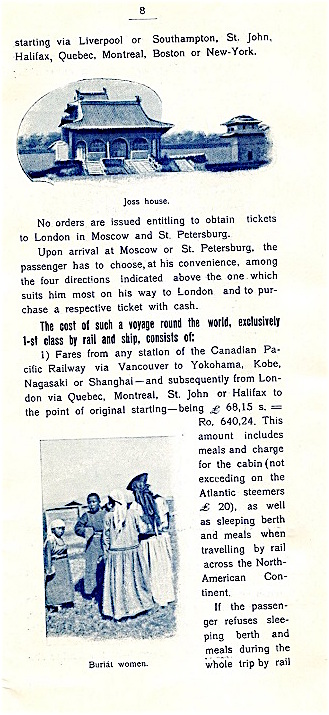 8
starting via Liverpool or Southampton, St. John,
Halifax, Quebec, Montreal, Boston or New-York.
Joss house.
No orders are issued entitling to obtain tickets
to London in Moscow and St. Petersburg.
Upon arrival at Moscow or St. Petersburg, the
passenger has to choose, at his convenience, among
the four directions indicated above the one which
suits him most on his way to London and to pur-
chase a respective ticket with cash.
The cost of such a voyage round the world, exclusively
1-st class by rail and ship, consists of:
1) Fares from any station of the Canadian Pa-
cific Railway via Vancouver to Yokohama, Kobe,
Nagasaki or Shanghai—and subsequently from Lon-
don via Quebec, Montreal, St. John or Halifax to
the point of original starting—being £ 68,15 s. =
Ro. 640,24. This
amount includes
meals and charge
for the cabin (not
exceeding on the
Atlantic steemers
£ 20), as well
as sleeping berth
and meals when
travelling by rail
across the North-
American Con-
tinent.
If the passen-
ger refuses slee-
ping berth and
meals during the
whole trip by rail
Buriät women.